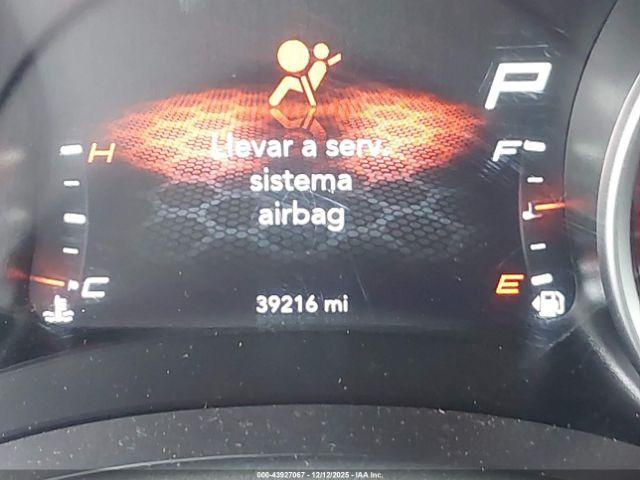 P
Llevar a serv.
H F
sistema
airbag
C E
39216 mi
000-43927067 - 12/12/2025 - IAA Inc.